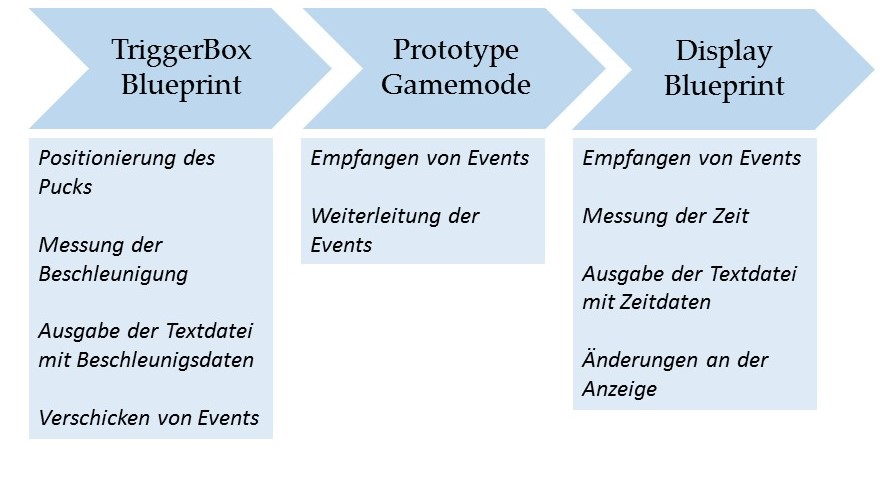 TriggerBox
Blueprint
Prototype
Gamemode
Display
Blueprint
Positionierung des
Pucks
Messung der
Beschleunigung
Ausgabe der Textdatei
mit Beschleunigsdaten
Verschicken von Events
Empfangen von Events
Weiterleitung der
Events
Empfangen von Events
Messung der Zeit
Ausgabe der Textdatei
mit Zeitdaten
Änderungen an der
Anzeige